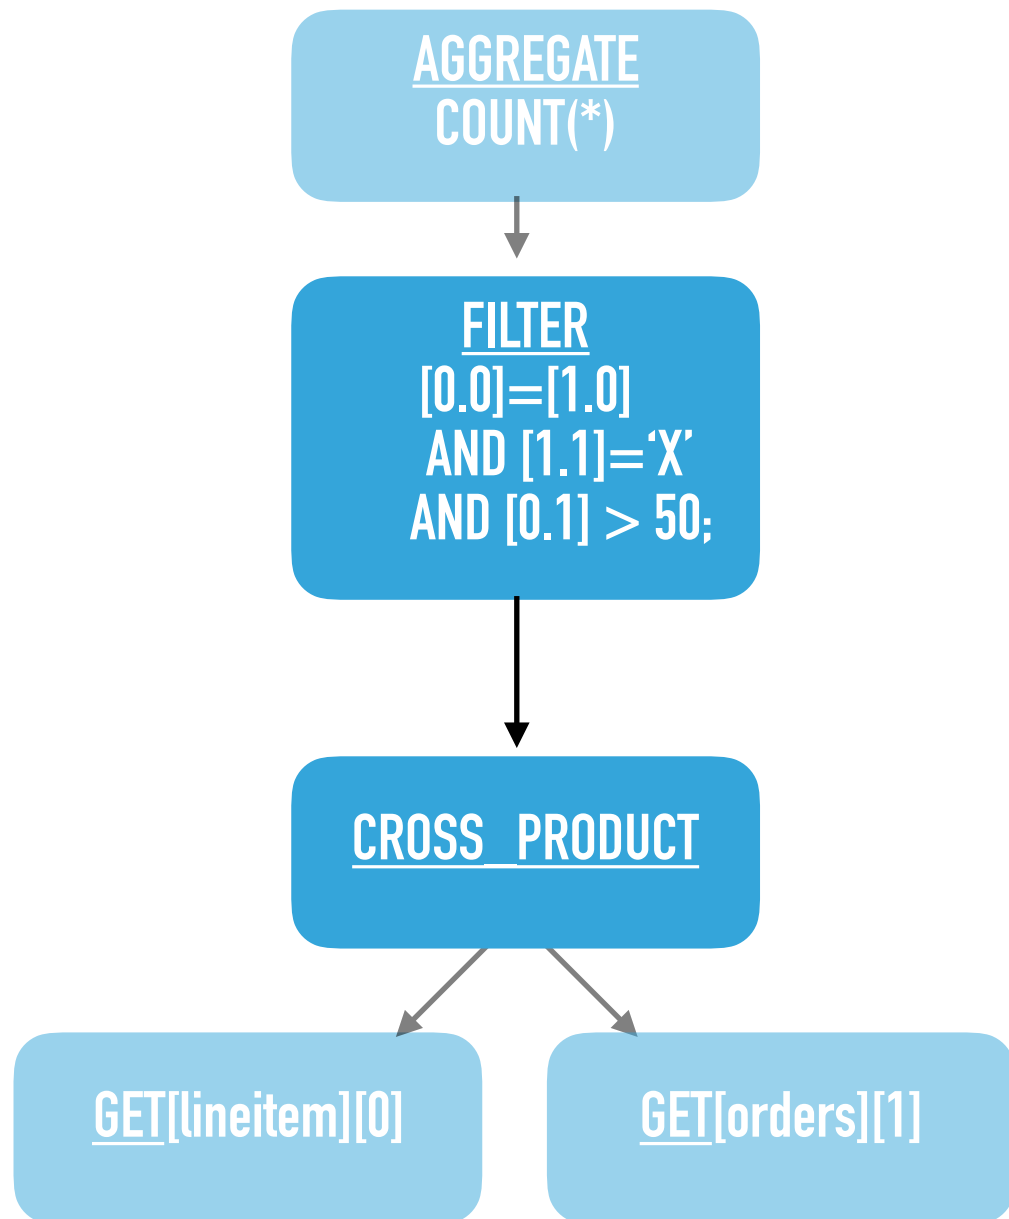 AGGREGATE
COUNT(*)
FILTER
[0.0]=[1.0]
AND [1.1]=‘X’
AND [0.1] > 50;
CROSS_PRODUCT
GET[lineitem][0]
GET[orders][1]